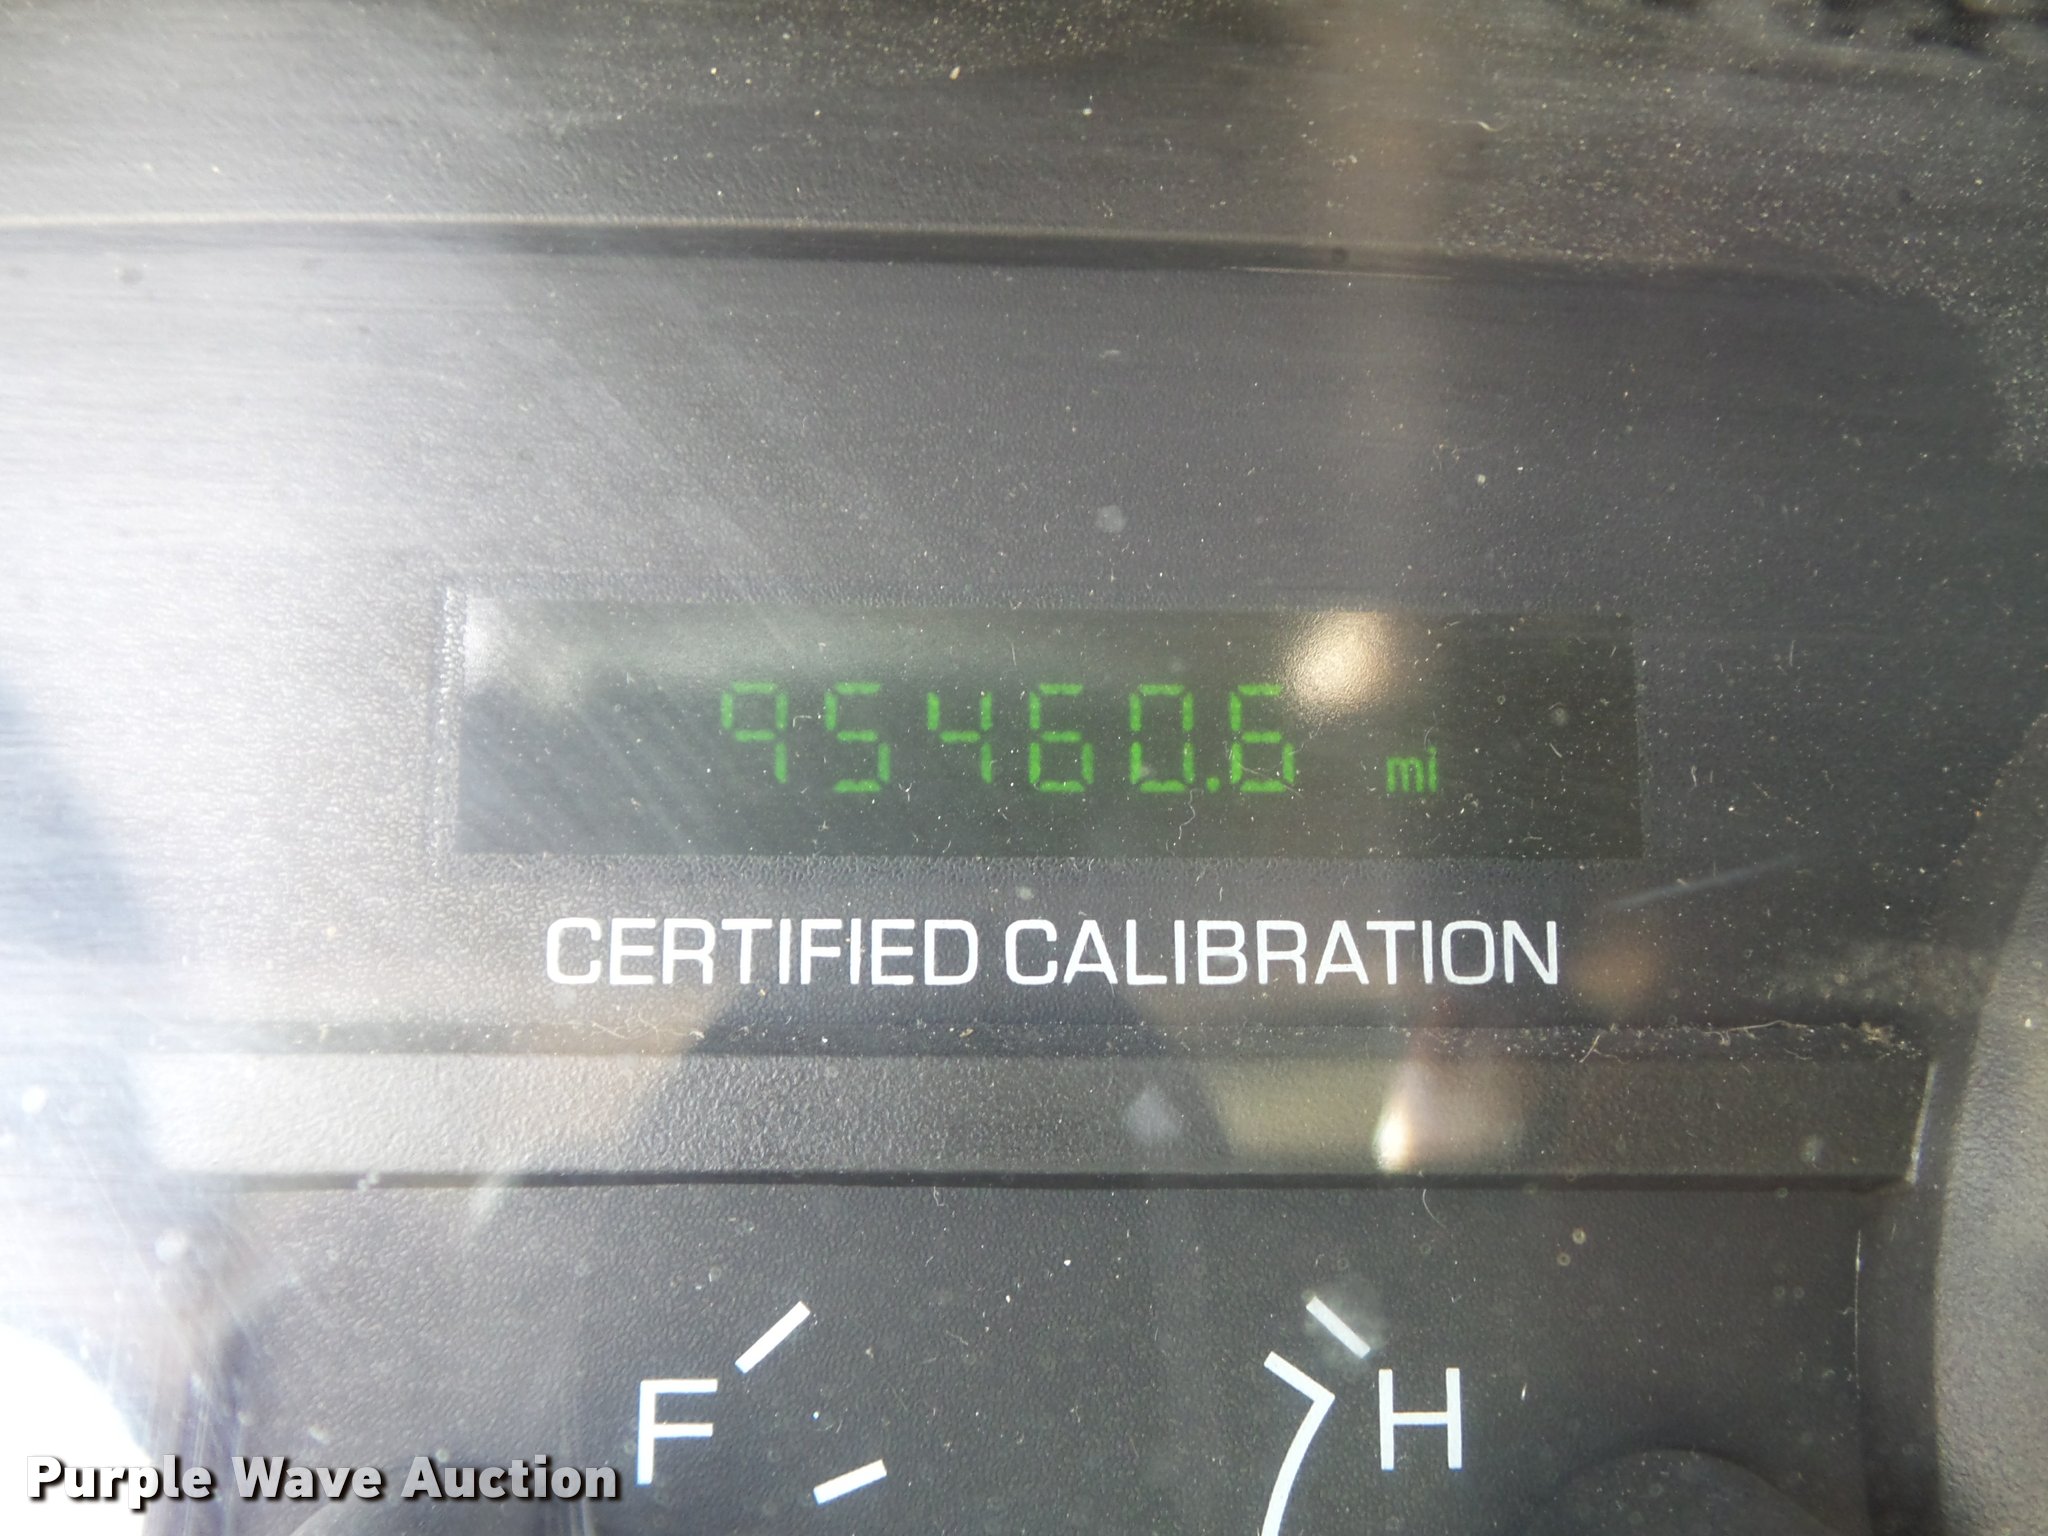 95460.6 mi
CERTIFIED CALIBRATION
F H
Purple Wave Auction